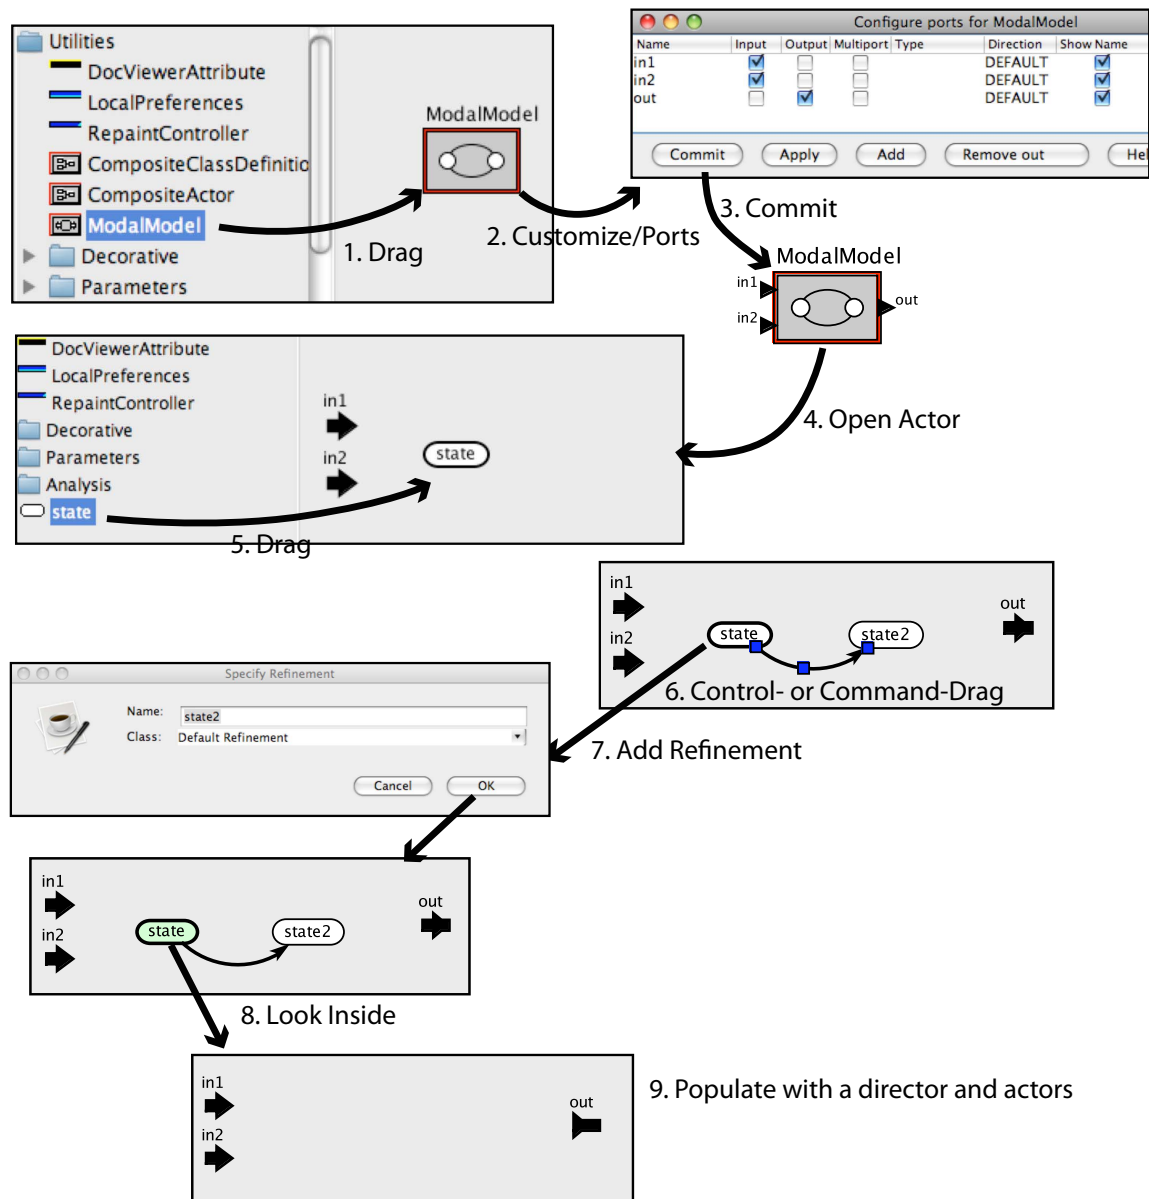 Utilities
DocViewerAttribute
LocalPreferences
RepaintController
CompositeClassDefinitio
CompositeActor
ModalModel
Decorative
Parameters
ModalModel
1. Drag
2. Customize/Ports
Configure ports for ModalModel
Name Input Output Multiport Type Direction Show Name
in1 DEFAULT
in2 DEFAULT
out DEFAULT
Commit Apply Add Remove out Hel
3. Commit
ModalModel
in1
in2
out
4. Open Actor
DocViewerAttribute
LocalPreferences
RepaintController
Decorative
Parameters
Analysis
state
in1
in2
state
5. Drag
in1
in2
state
state2
out
6. Control- or Command-Drag
7. Add Refinement
Specify Refinement
Name: state2
Class: Default Refinement
Cancel OK
in1
in2
state
state2
out
8. Look Inside
in1
in2
out
9. Populate with a director and actors